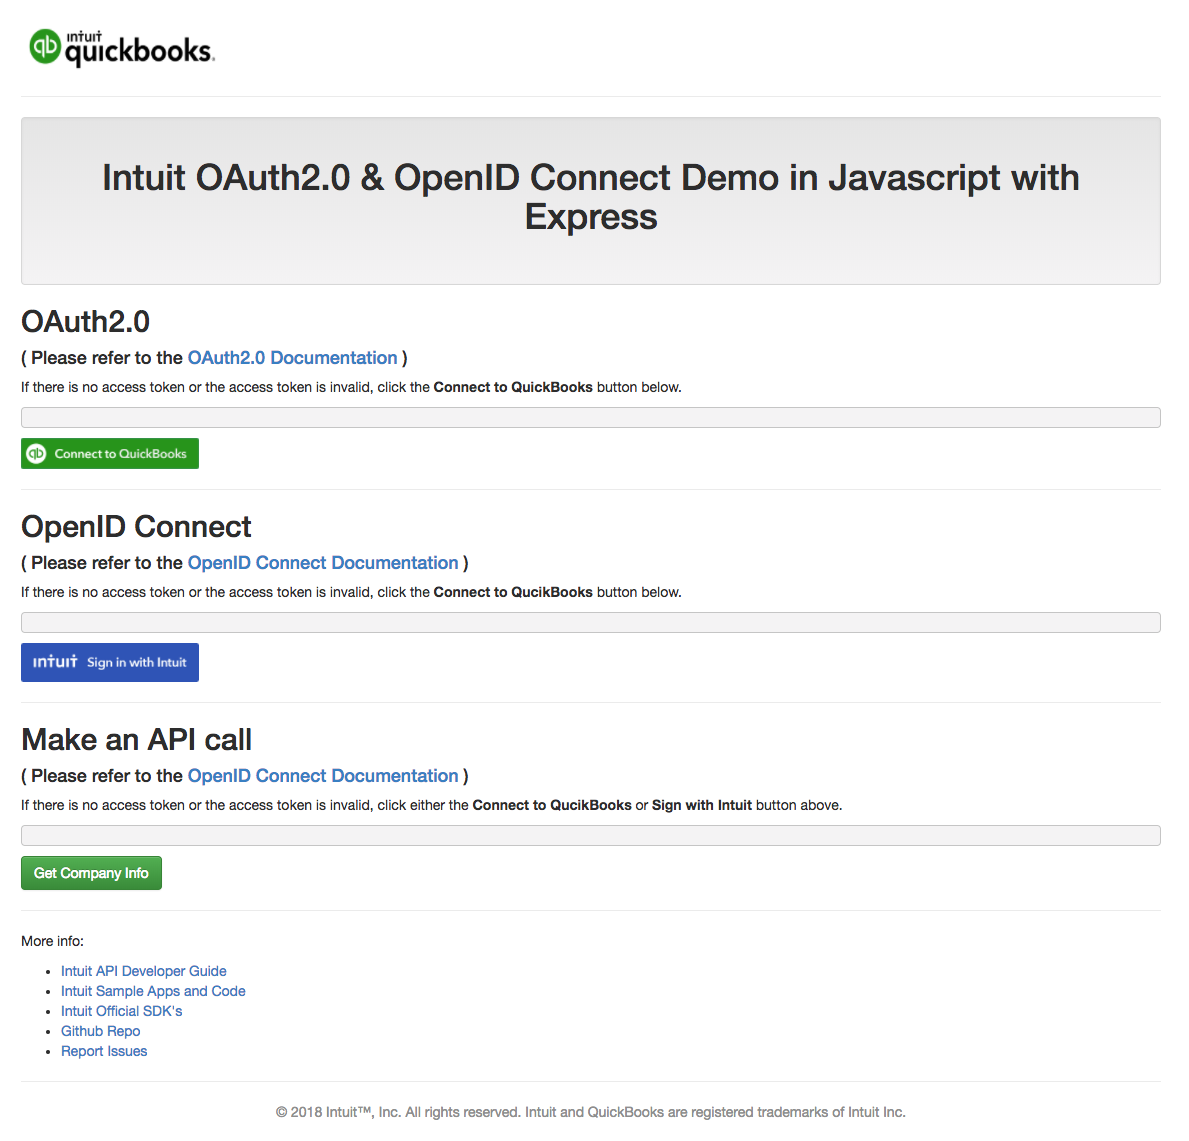 qb intuit
quickbooks.
Intuit OAuth2.0 & OpenID Connect Demo in Javascript with
Express
OAuth2.0
( Please refer to the OAuth2.0 Documentation )
If there is no access token or the access token is invalid, click the Connect to QuickBooks button below.
qb Connect to QuickBooks
OpenID Connect
( Please refer to the OpenID Connect Documentation )
If there is no access token or the access token is invalid, click the Connect to QucikBooks button below.
intuit Sign in with Intuit
Make an API call
( Please refer to the OpenID Connect Documentation )
If there is no access token or the access token is invalid, click either the Connect to QucikBooks or Sign with Intuit button above.
Get Company Info
More info:
• Intuit API Developer Guide
• Intuit Sample Apps and Code
• Intuit Official SDK's
• Github Repo
• Report Issues
© 2018 Intuit™, Inc. All rights reserved. Intuit and QuickBooks are registered trademarks of Intuit Inc.